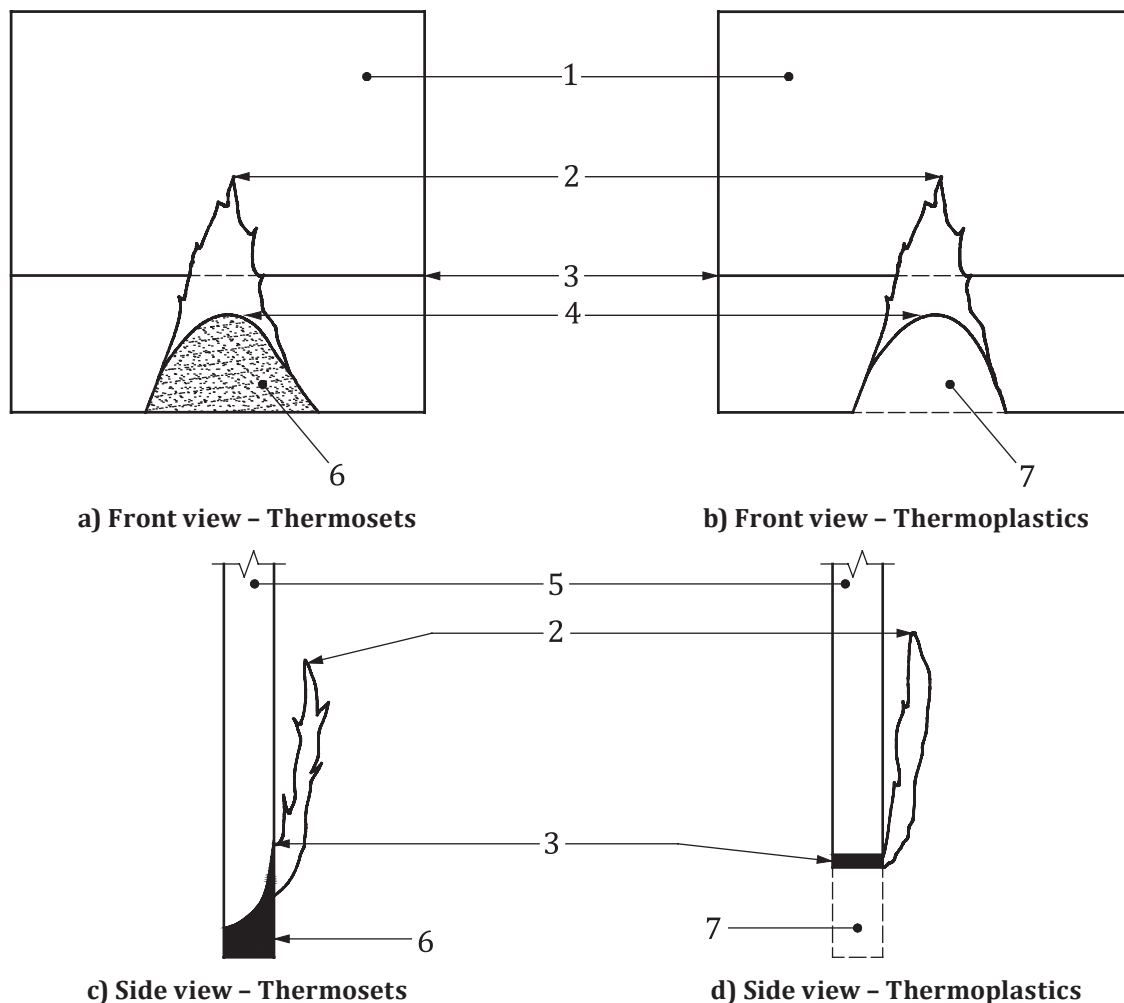 1
2
3
4
6
7
a) Front view – Thermosets
b) Front view – Thermoplastics
5
2
3
6
7
c) Side view – Thermosets
d) Side view – Thermoplastics